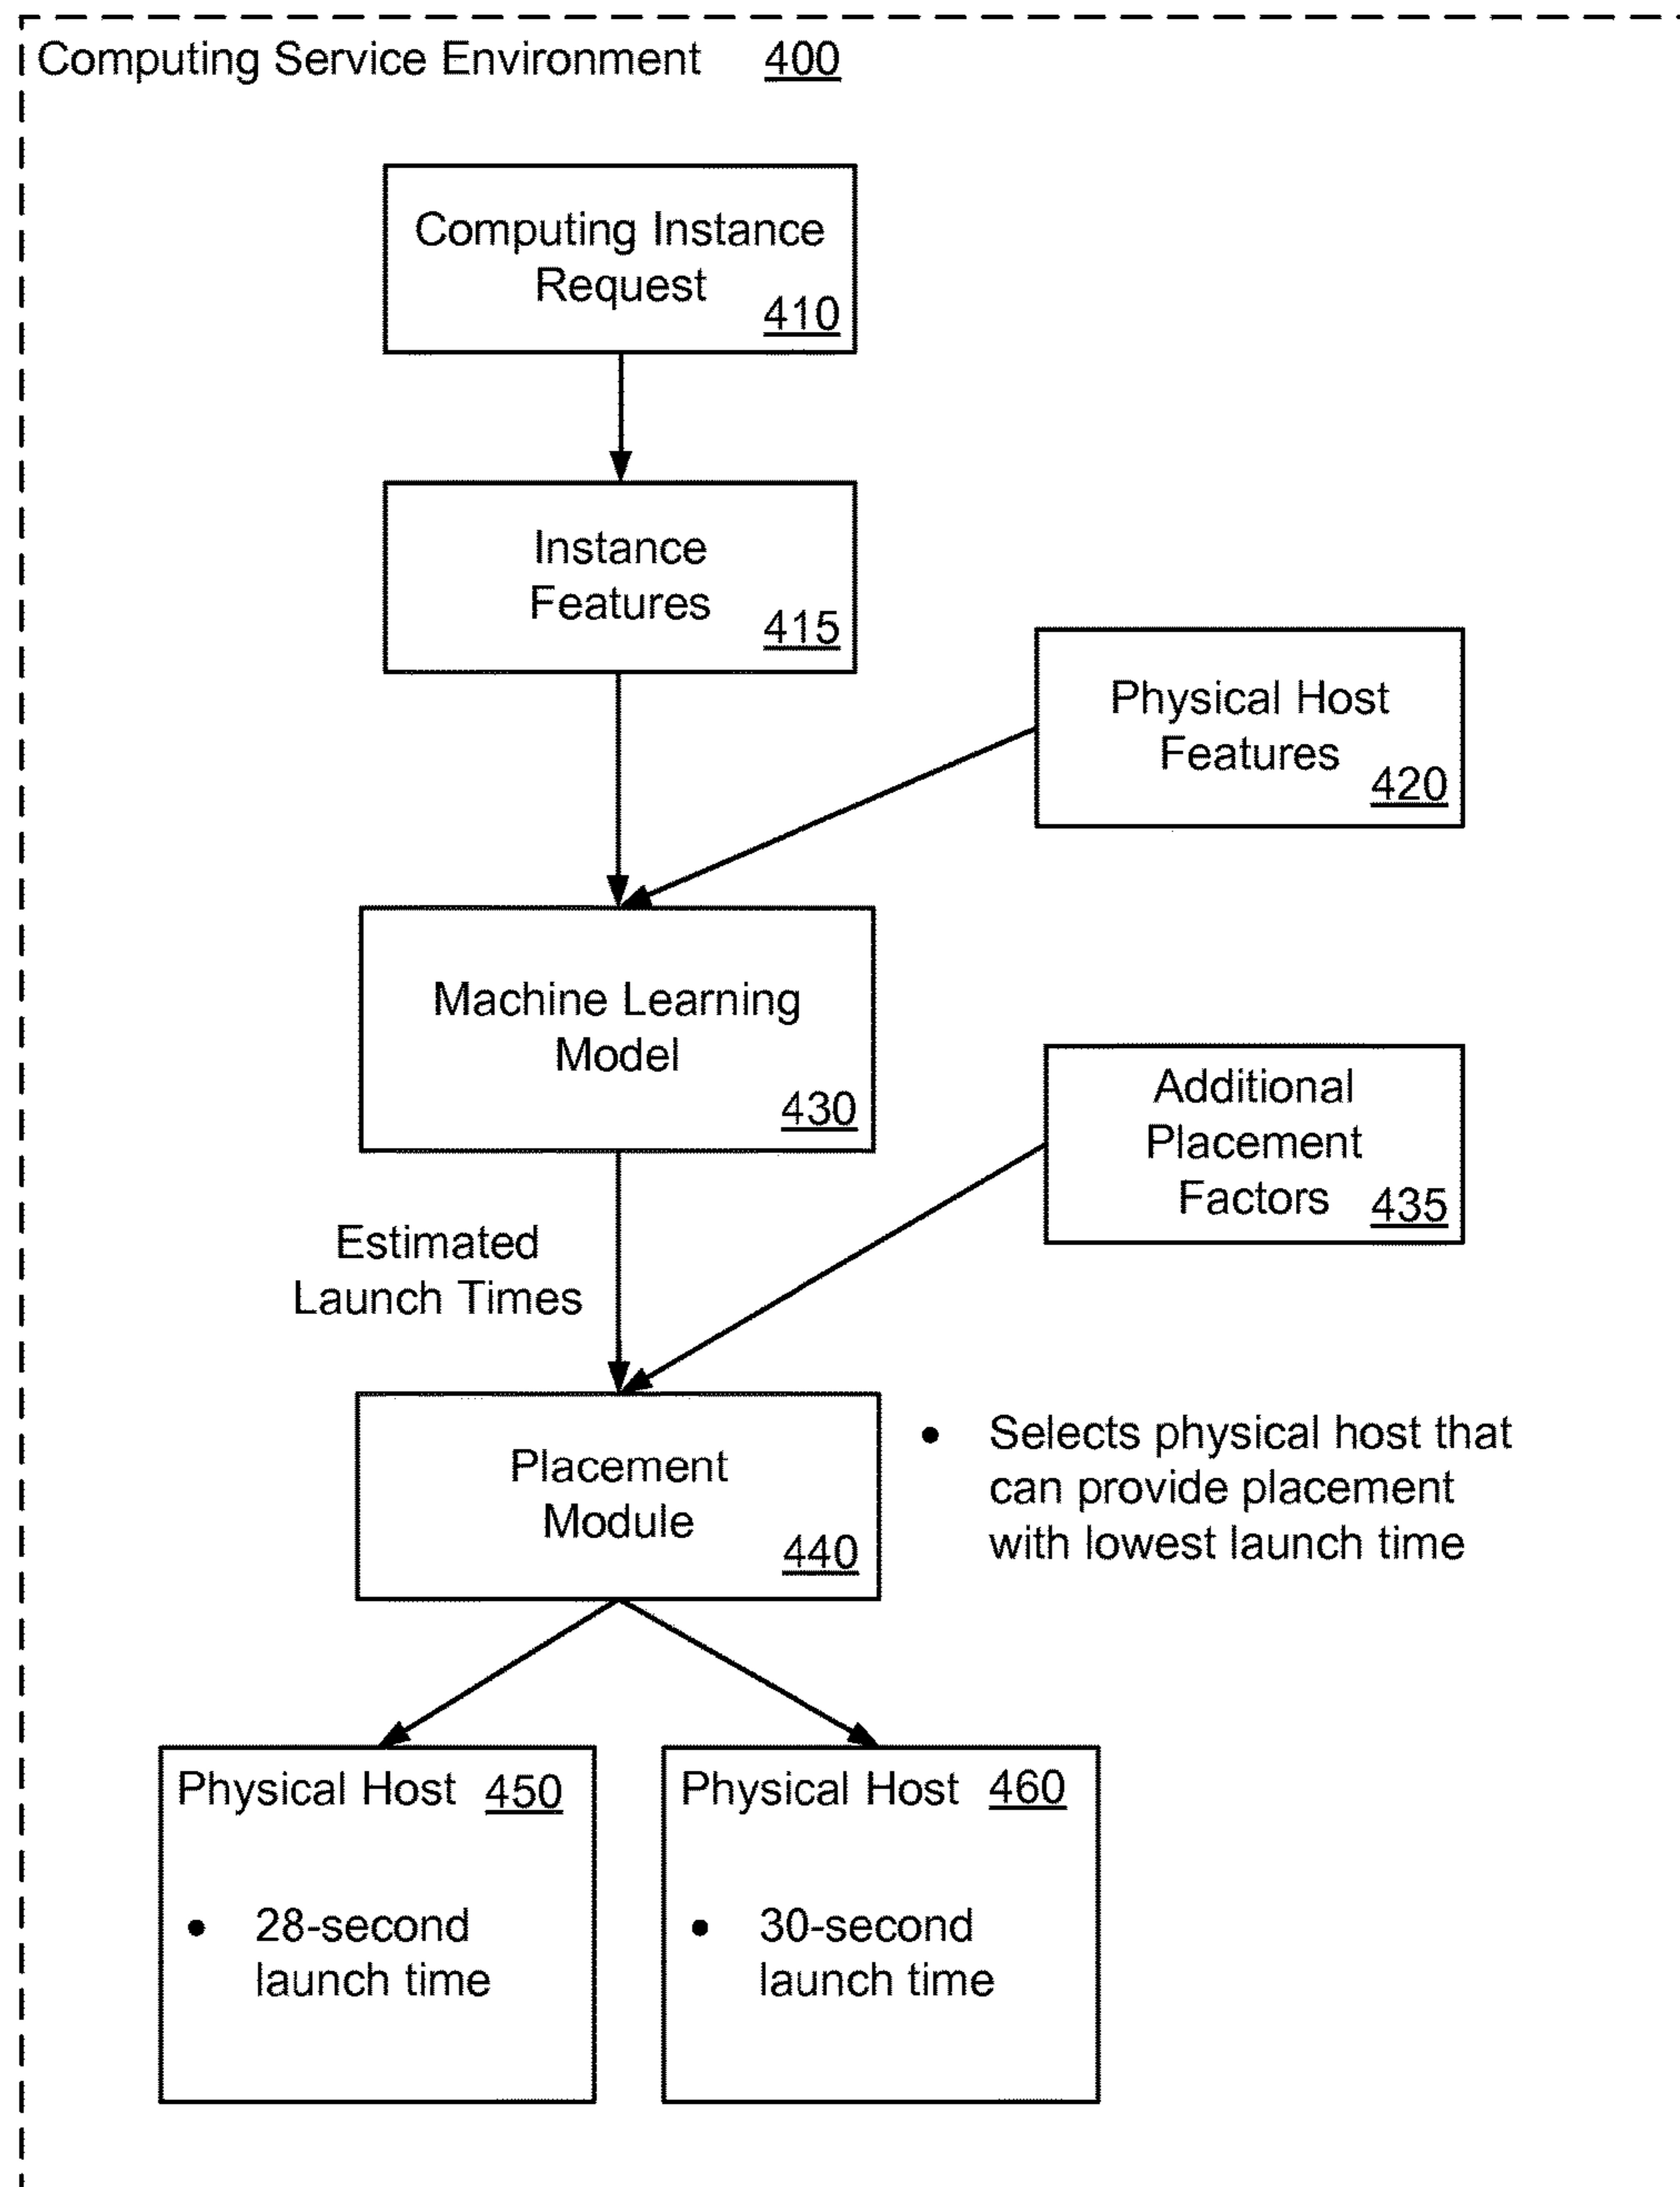 Computing Service Environment 400
Computing Instance
Request
410
Instance
Features
415
Physical Host
Features
420
Machine Learning
Model
430
Additional
Placement
Factors 435
Estimated
Launch Times
Placement
Module
440
• Selects physical host that
can provide placement
with lowest launch time
Physical Host 450
• 28-second
launch time
Physical Host 460
• 30-second
launch time